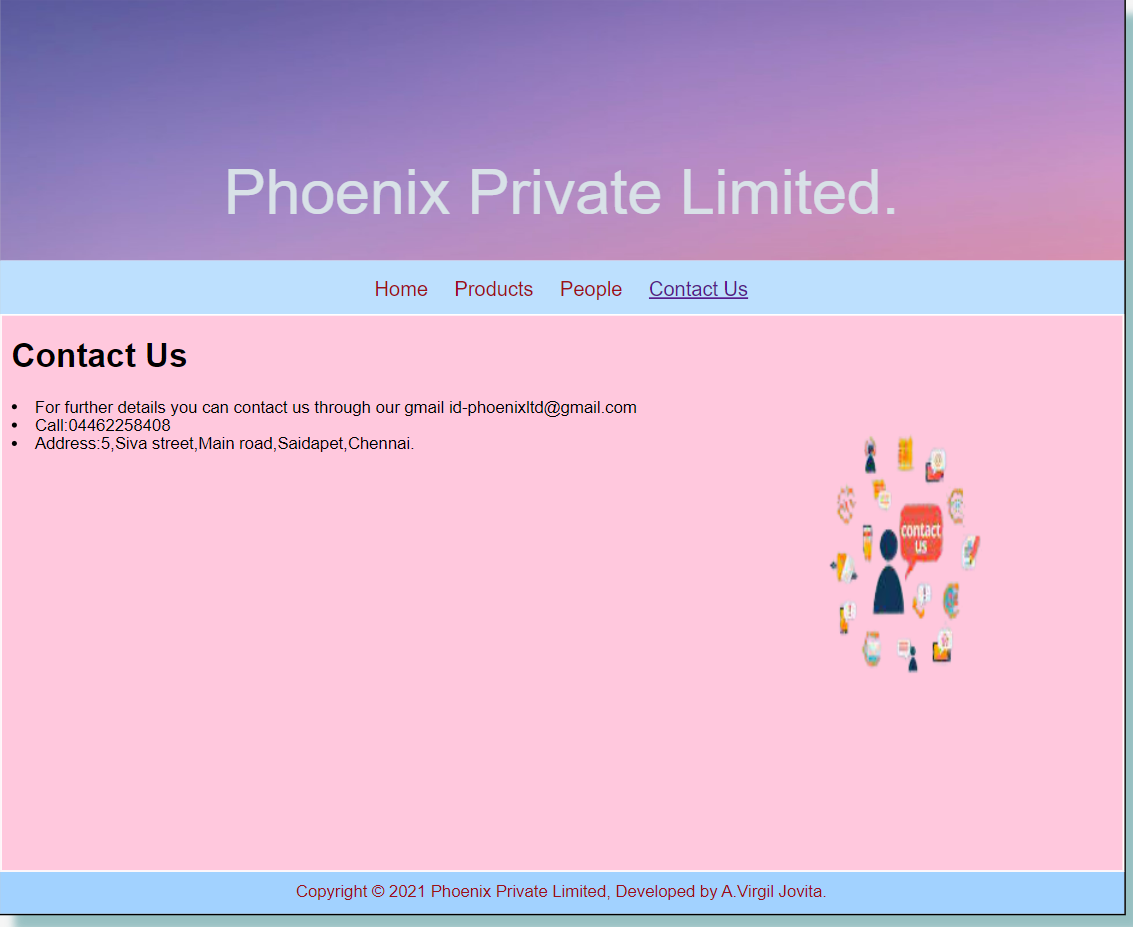 Phoenix Private Limited.
Home Products People Contact Us
Contact Us
• For further details you can contact us through our gmail id-phoenixltd@gmail.com
• Call:04462258408
• Address:5,Siva street,Main road,Saidapet,Chennai.
contact
us
Copyright © 2021 Phoenix Private Limited, Developed by A.Virgil Jovita.